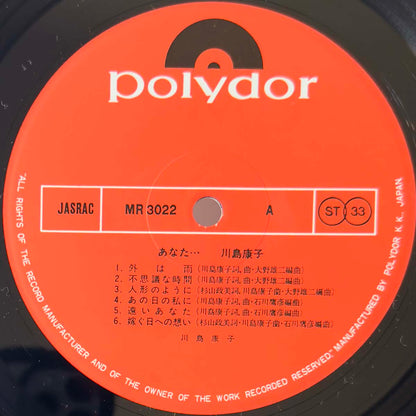 polydor
JASRAC MR 3022 A ST 33
あなた… 川島康子
1. 外は雨(川島康子詞,曲・大野雄二編曲)
2. 不思議な時間(川島康子詞,曲・大野雄二編曲)
3. 人形のように(杉山政美詞,川島康子曲・大野雄二編曲)
4. あの日の私に(川島康子詞,曲・石川鷹彦編曲)
5. 遠いあなた(川島康子詞,曲・石川鷹彦編曲)
6. 嫁ぐ日への想い(杉山政美詞・川島康子曲・石川鷹彦編曲)
川島康子
"ALL RIGHTS OF THE RECORD MANUFACTURER AND OF THE OWNER OF THE WORK RECORDED RESERVED." MANUFACTURED BY POLYDOR K.K., JAPAN.